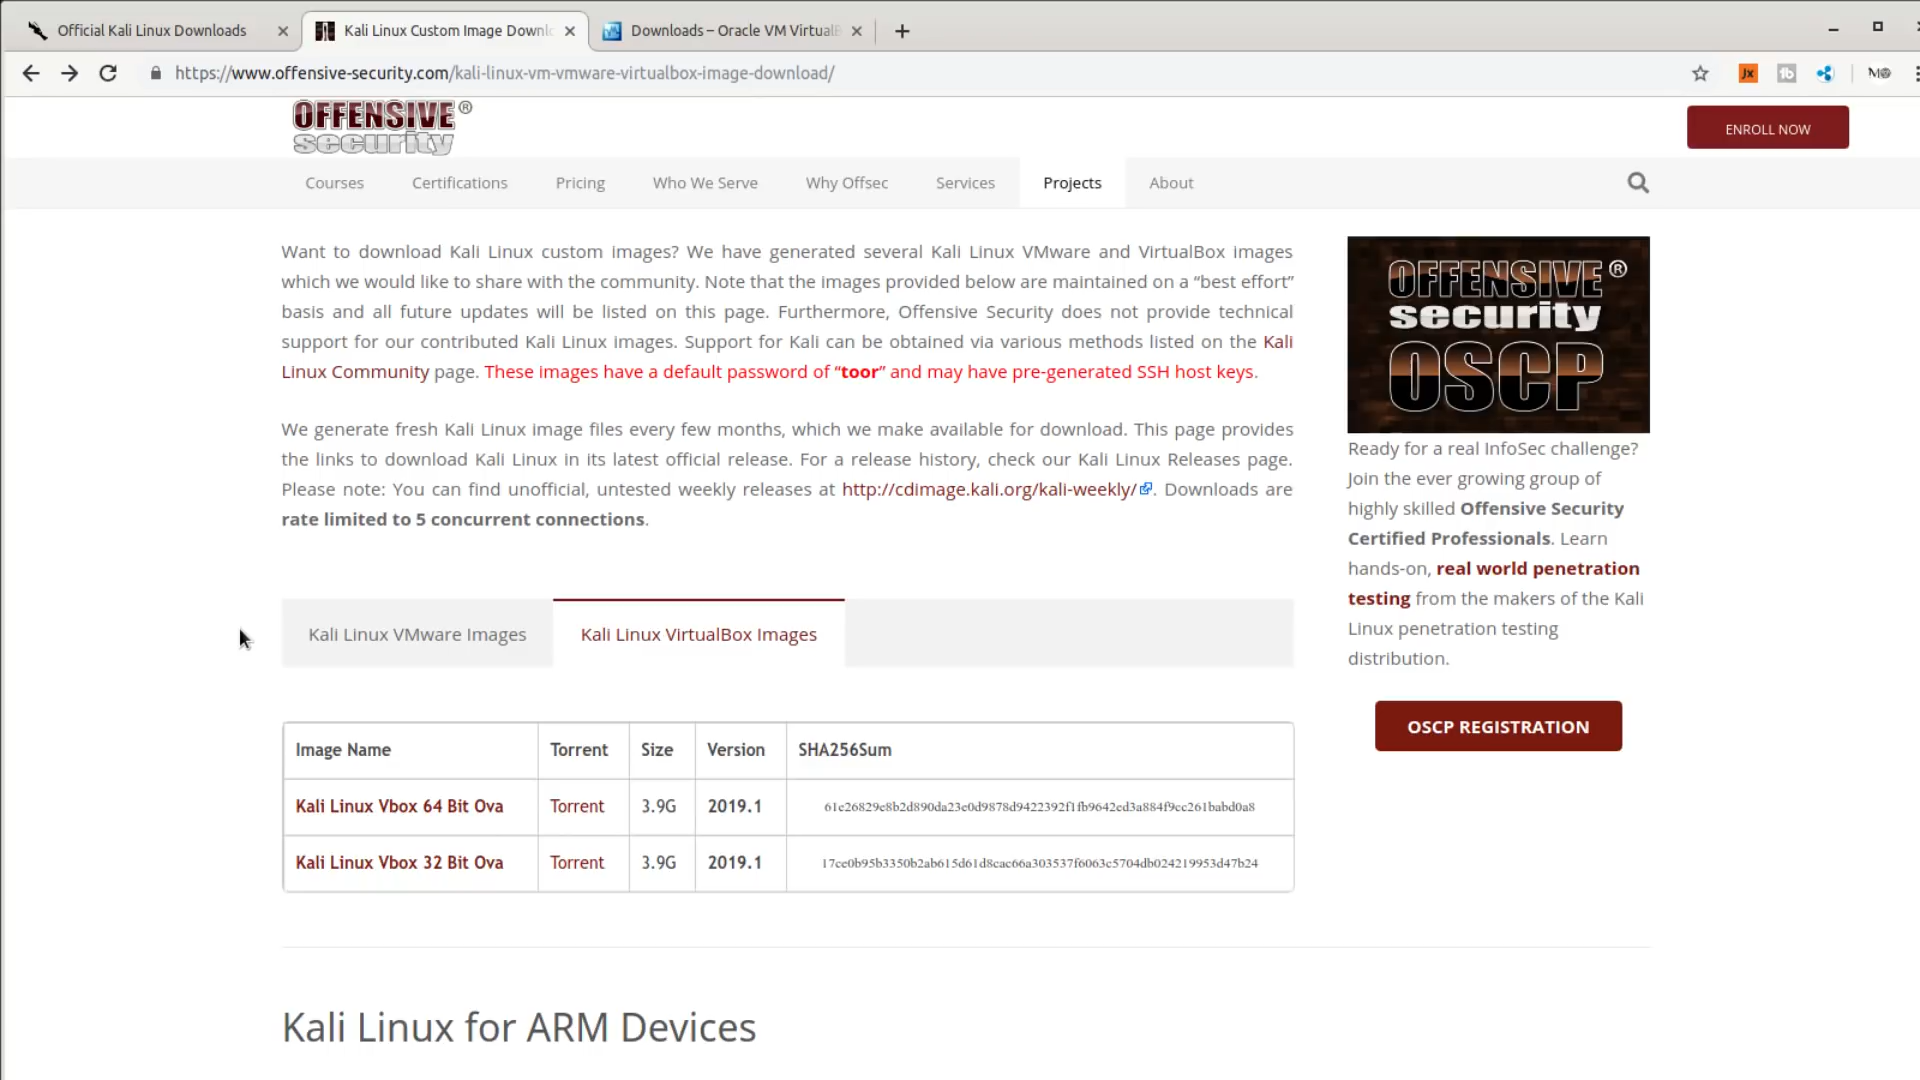 Official Kali Linux Downloads
Kali Linux Custom Image Downl
Downloads – Oracle VM VirtualB
https://www.offensive-security.com/kali-linux-vm-vmware-virtualbox-image-download/
OFFENSIVE®
security
ENROLL NOW
Courses Certifications Pricing Who We Serve Why Offsec Services Projects About
Want to download Kali Linux custom images? We have generated several Kali Linux VMware and VirtualBox images
which we would like to share with the community. Note that the images provided below are maintained on a “best effort”
basis and all future updates will be listed on this page. Furthermore, Offensive Security does not provide technical
support for our contributed Kali Linux images. Support for Kali can be obtained via various methods listed on the Kali
Linux Community page. These images have a default password of “toor” and may have pre-generated SSH host keys.
We generate fresh Kali Linux image files every few months, which we make available for download. This page provides
the links to download Kali Linux in its latest official release. For a release history, check our Kali Linux Releases page.
Please note: You can find unofficial, untested weekly releases at http://cdimage.kali.org/kali-weekly/. Downloads are
rate limited to 5 concurrent connections.
Kali Linux VMware Images
Kali Linux VirtualBox Images
Image Name Torrent Size Version SHA256Sum
Kali Linux Vbox 64 Bit Ova Torrent 3.9G 2019.1
Kali Linux Vbox 32 Bit Ova Torrent 3.9G 2019.1
Kali Linux for ARM Devices
OFFENSIVE®
security
OSCP
Ready for a real InfoSec challenge?
Join the ever growing group of
highly skilled Offensive Security
Certified Professionals. Learn
hands-on, real world penetration
testing from the makers of the Kali
Linux penetration testing
distribution.
OSCP REGISTRATION